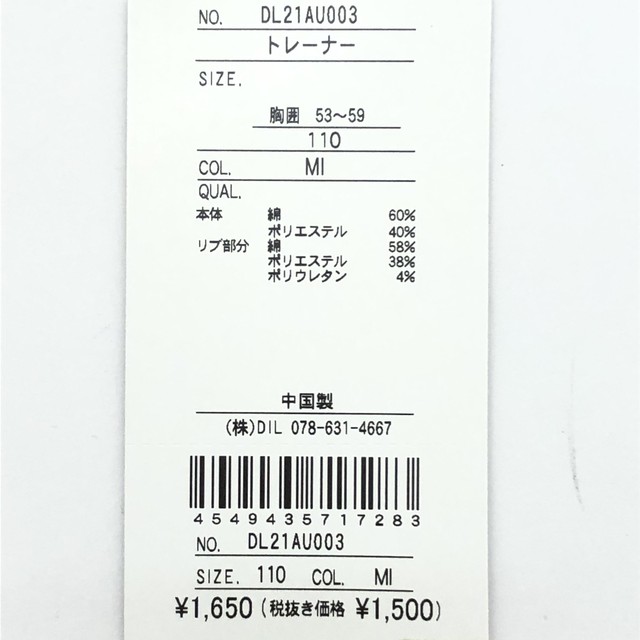 NO. DL21AU003
トレーナー
SIZE.
胸囲 53〜59
110
COL. MI
QUAL.
本体 綿 60%
ポリエステル 40%
リブ部分 綿 58%
ポリエステル 38%
ポリウレタン 4%
中国製
(株)DIL 078-631-4667
4549435717283
NO. DL21AU003
SIZE. 110 COL. MI
¥1,650(税抜き価格 ¥1,500)